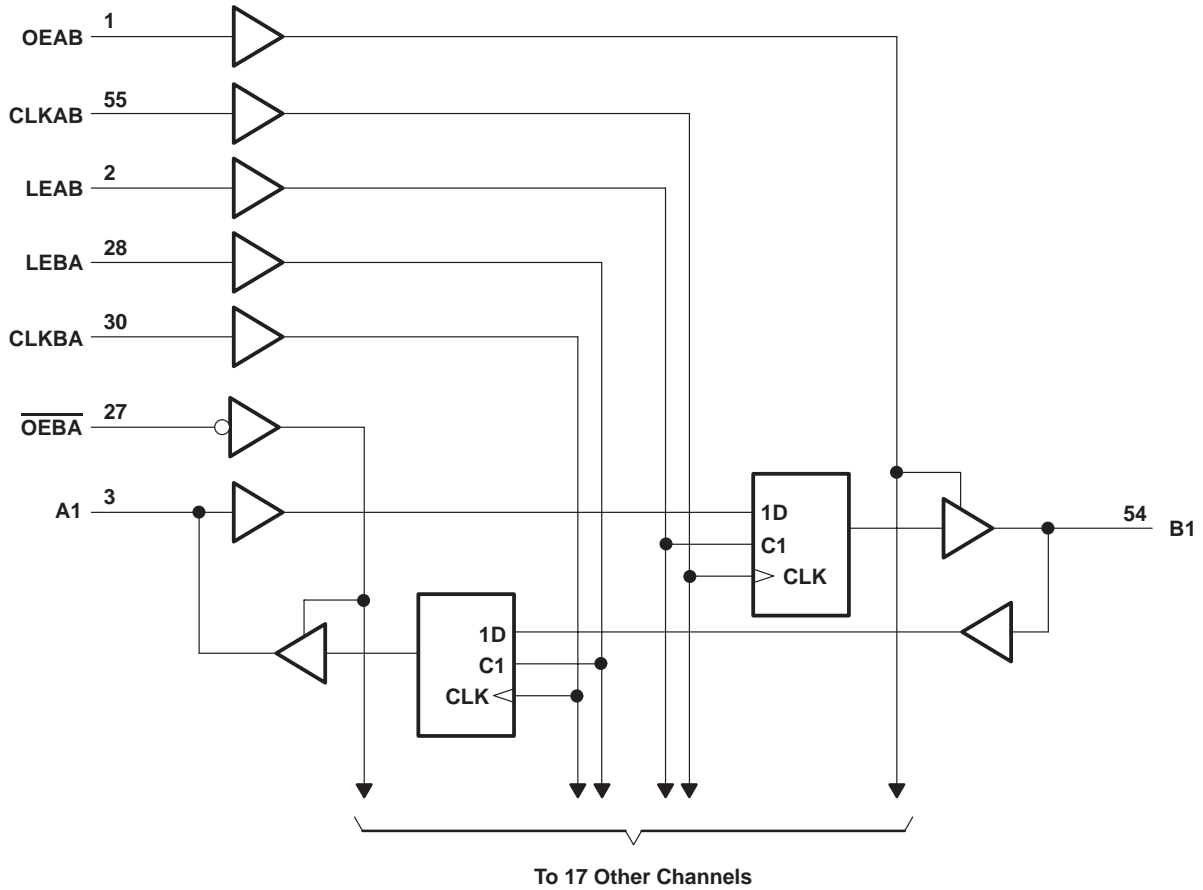 OEAB 1
CLKAB 55
LEAB 2
LEBA 28
CLKBA 30
OEBA 27
A1 3
1D
C1
CLK
54 B1
1D
C1
CLK
To 17 Other Channels